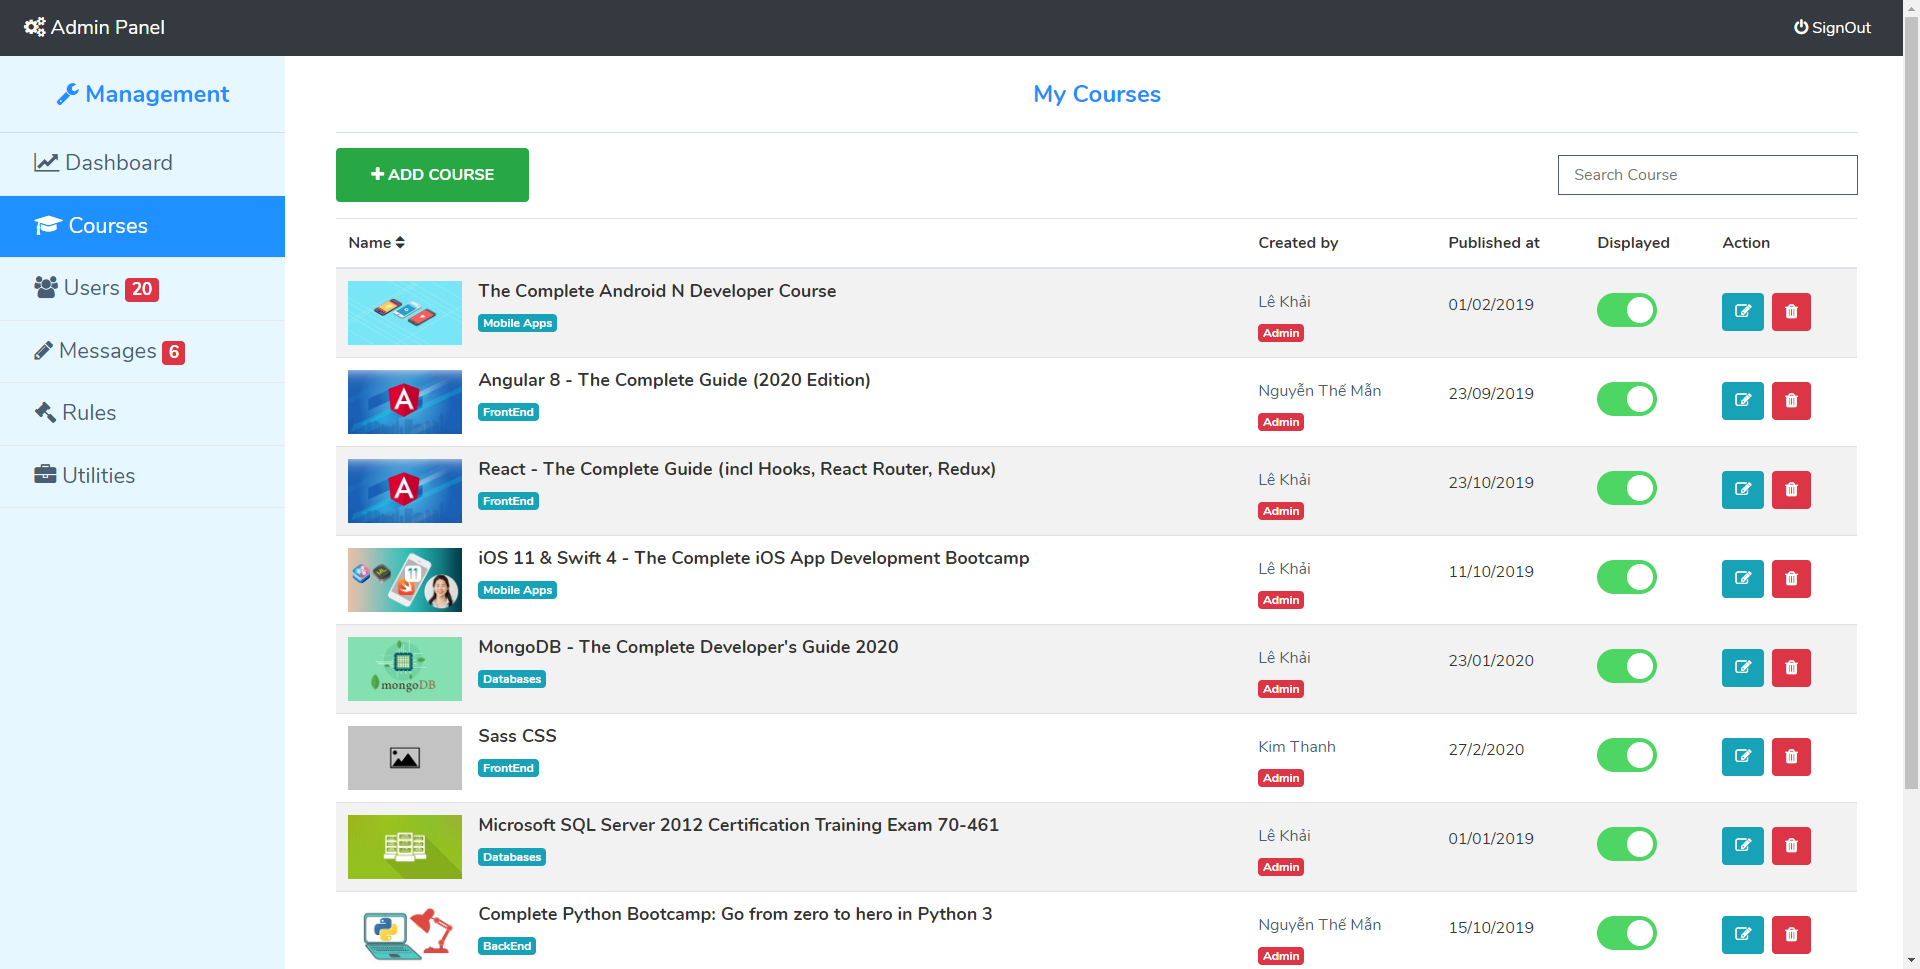 Admin Panel
SignOut
Management
Dashboard
Courses
Users 20
Messages 6
Rules
Utilities
My Courses
ADD COURSE
Search Course
Name Created by Published at Displayed Action
The Complete Android N Developer Course
Mobile Apps
Lê Khải
Admin
01/02/2019
Angular 8 - The Complete Guide (2020 Edition)
FrontEnd
Nguyễn Thế Mẫn
Admin
23/09/2019
React - The Complete Guide (incl Hooks, React Router, Redux)
FrontEnd
Lê Khải
Admin
23/10/2019
11
iOS 11 & Swift 4 - The Complete iOS App Development Bootcamp
Mobile Apps
Lê Khải
Admin
11/10/2019
mongoDB
MongoDB - The Complete Developer's Guide 2020
Databases
Lê Khải
Admin
23/01/2020
Sass CSS
FrontEnd
Kim Thanh
Admin
27/2/2020
Microsoft SQL Server 2012 Certification Training Exam 70-461
Databases
Lê Khải
Admin
01/01/2019
Complete Python Bootcamp: Go from zero to hero in Python 3
BackEnd
Nguyễn Thế Mẫn
Admin
15/10/2019